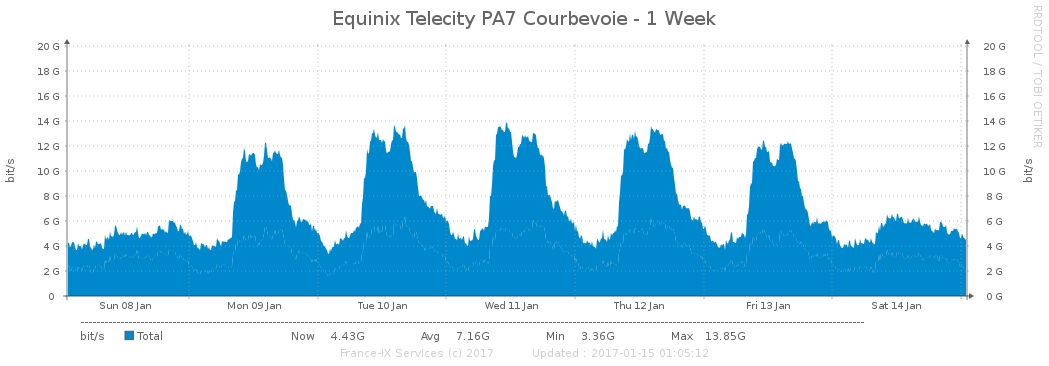 Equinix Telecity PA7 Courbevoie - 1 Week
RRDTOOL / TOBI OETIKER
20 G 20 G
18 G 18 G
16 G 16 G
14 G 14 G
12 G 12 G
10 G 10 G
8 G 8 G
6 G 6 G
4 G 4 G
2 G 2 G
0 0 G
bit/s
bit/s
Sun 08 Jan Mon 09 Jan Tue 10 Jan Wed 11 Jan Thu 12 Jan Fri 13 Jan Sat 14 Jan
bit/s Total Now 4.43G Avg 7.16G Min 3.36G Max 13.85G
France-IX Services (c) 2017 Updated : 2017-01-15 01:05:12